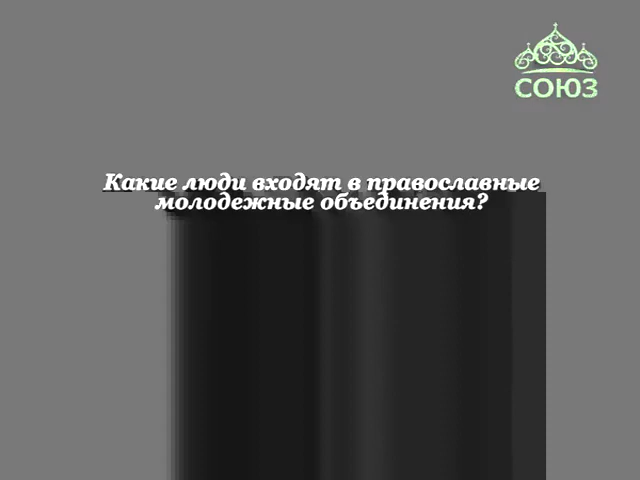 СОЮЗ
Какие люди входят в православные
молодежные объединения?